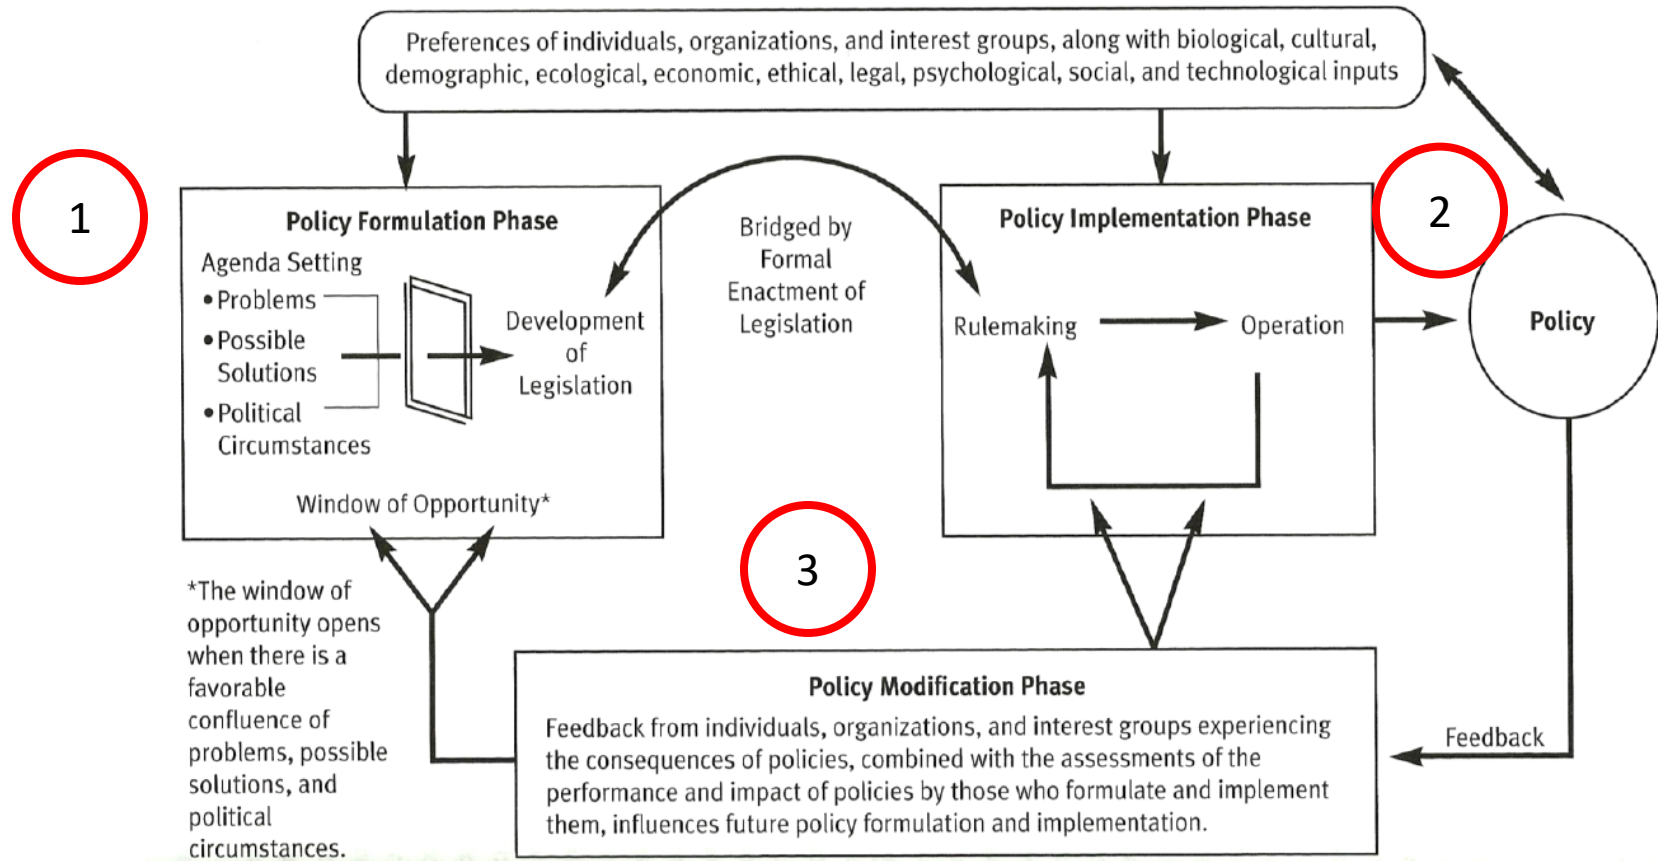 Preferences of individuals, organizations, and interest groups, along with biological, cultural,
demographic, ecological, economic, ethical, legal, psychological, social, and technological inputs
1
Policy Formulation Phase
Agenda Setting
•Problems
•Possible
Solutions
•Political
Circumstances
Development
of
Legislation
Window of Opportunity*
Bridged by
Formal
Enactment of
Legislation
Policy Implementation Phase
Rulemaking
Operation
2
Policy
3
*The window of
opportunity opens
when there is a
favorable
confluence of
problems, possible
solutions, and
political
circumstances.
Policy Modification Phase
Feedback from individuals, organizations, and interest groups experiencing
the consequences of policies, combined with the assessments of the
performance and impact of policies by those who formulate and implement
them, influences future policy formulation and implementation.
Feedback